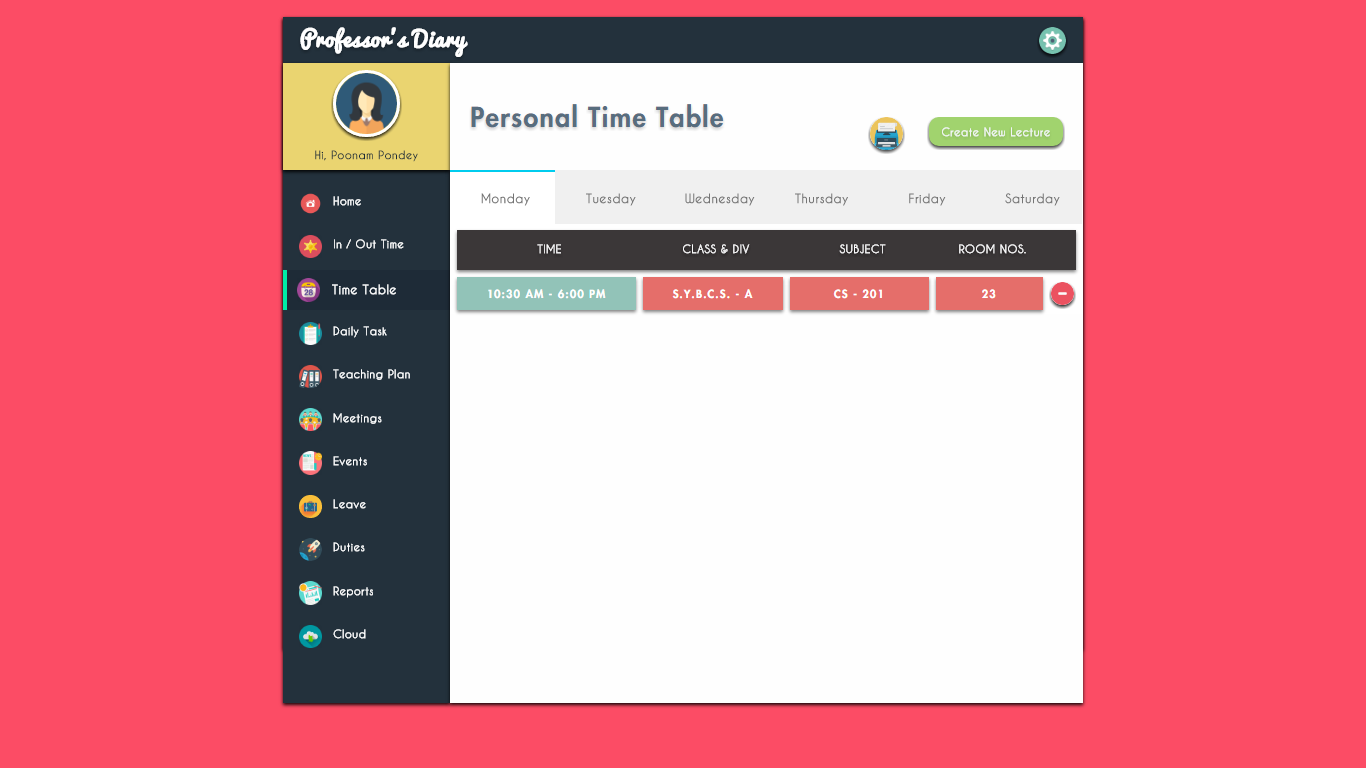 Professor's Diary
Hi, Poonam Pondey
Home
In / Out Time
Time Table
Daily Task
Teaching Plan
Meetings
Events
Leave
Duties
Reports
Cloud
Personal Time Table
Create New Lecture
Monday Tuesday Wednesday Thursday Friday Saturday
TIME CLASS & DIV SUBJECT ROOM NOS.
10:30 AM - 6:00 PM S.Y.B.C.S. - A CS - 201 23